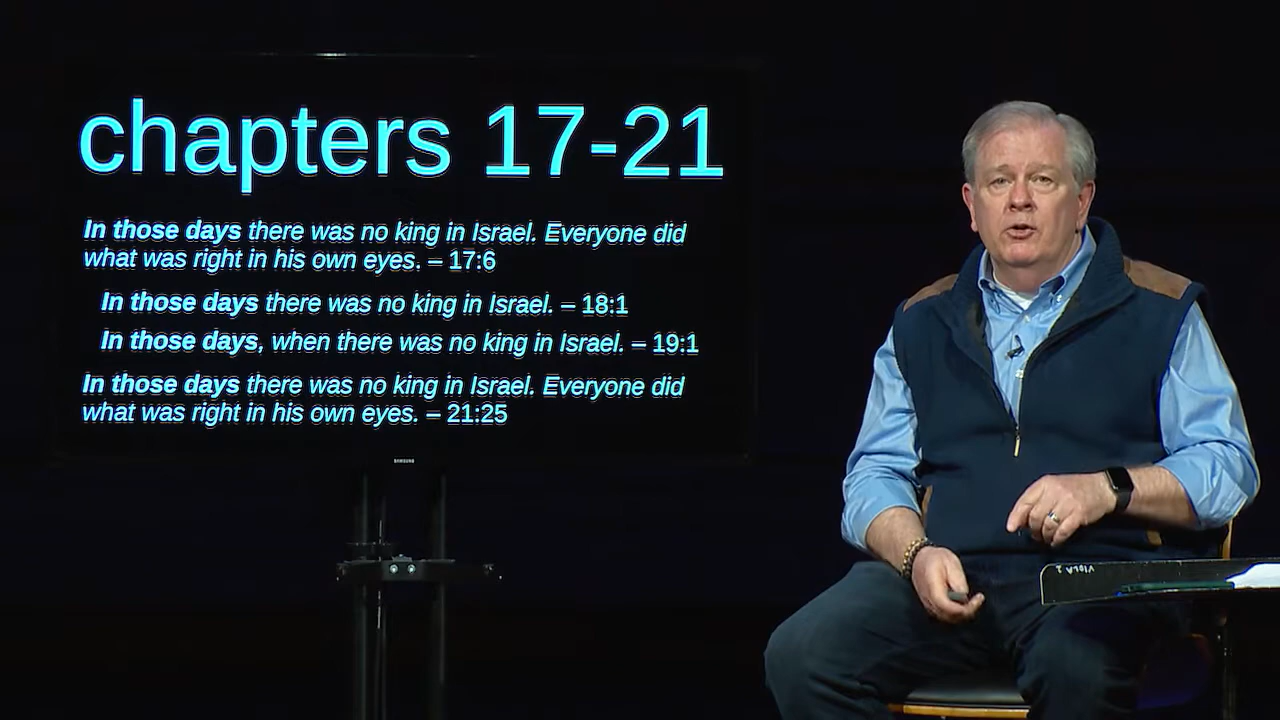 chapters 17-21
In those days there was no king in Israel. Everyone did
what was right in his own eyes. – 17:6
In those days there was no king in Israel. – 18:1
In those days, when there was no king in Israel. – 19:1
In those days there was no king in Israel. Everyone did
what was right in his own eyes. – 21:25
SAMSUNG
VIOLA 2